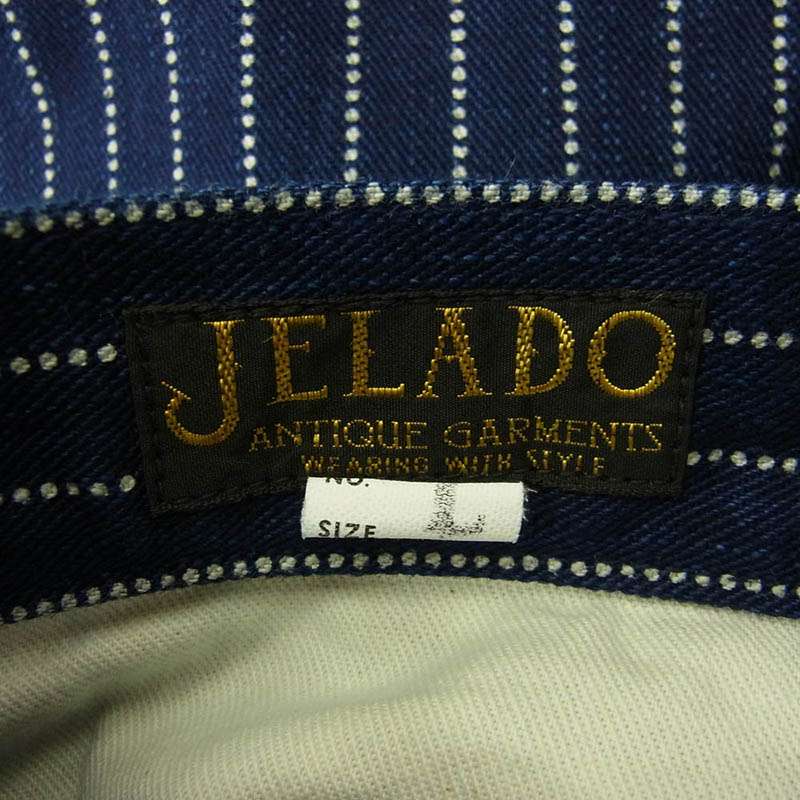 JELADO
ANTIQUE GARMENTS
WEARING WITH STYLE
NO.
SIZE